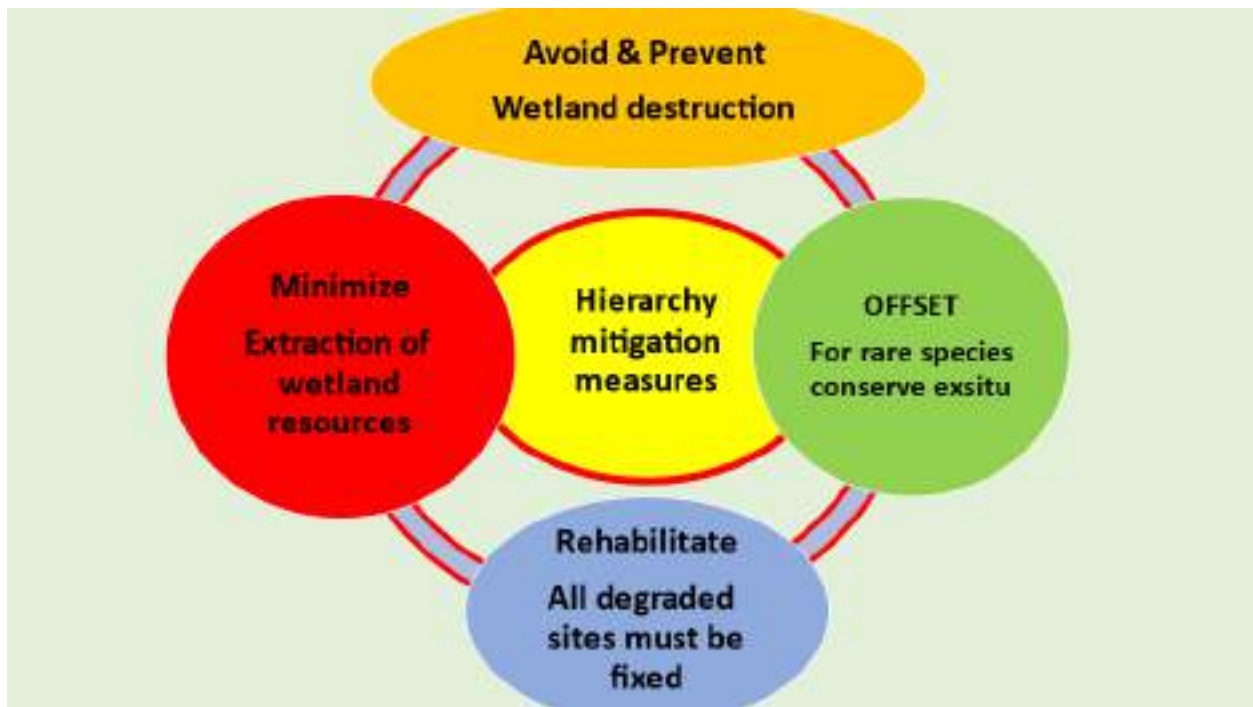 Avoid & Prevent
Wetland destruction
Minimize
Extraction of
wetland
resources
Hierarchy
mitigation
measures
OFFSET
For rare species
conserve exsitu
Rehabilitate
All degraded
sites must be
fixed